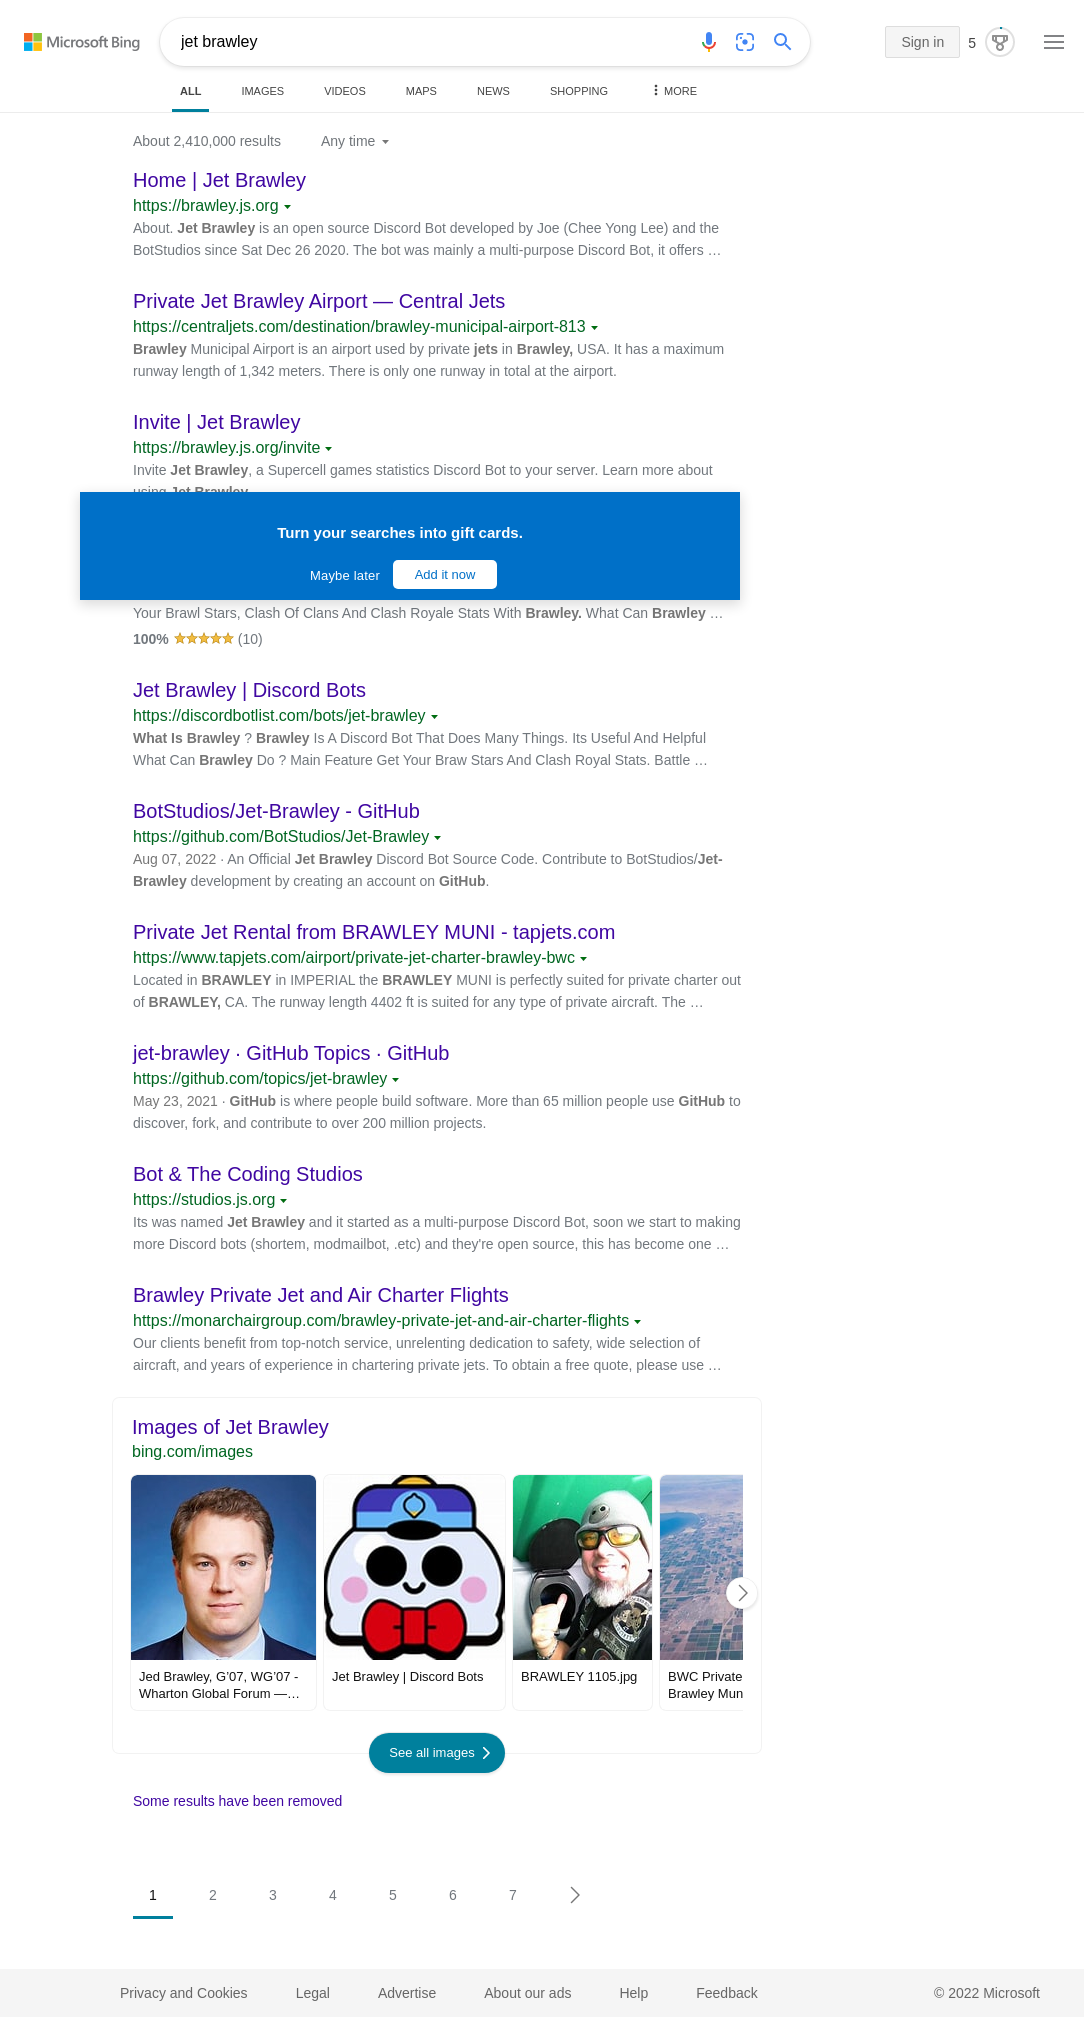 Microsoft Bing
jet brawley
Sign in
5
ALL
IMAGES
VIDEOS
MAPS
NEWS
SHOPPING
MORE
About 2,410,000 results
Any time
Home | Jet Brawley
https://brawley.js.org
About. Jet Brawley is an open source Discord Bot developed by Joe (Chee Yong Lee) and the
BotStudios since Sat Dec 26 2020. The bot was mainly a multi-purpose Discord Bot, it offers …
Private Jet Brawley Airport — Central Jets
https://centraljets.com/destination/brawley-municipal-airport-813
Brawley Municipal Airport is an airport used by private jets in Brawley, USA. It has a maximum
runway length of 1,342 meters. There is only one runway in total at the airport.
Invite | Jet Brawley
https://brawley.js.org/invite
Invite Jet Brawley, a Supercell games statistics Discord Bot to your server. Learn more about
using Jet Brawley
Turn your searches into gift cards.
Maybe later
Add it now
Your Brawl Stars, Clash Of Clans And Clash Royale Stats With Brawley. What Can Brawley …
100% (10)
Jet Brawley | Discord Bots
https://discordbotlist.com/bots/jet-brawley
What Is Brawley ? Brawley Is A Discord Bot That Does Many Things. Its Useful And Helpful
What Can Brawley Do ? Main Feature Get Your Braw Stars And Clash Royal Stats. Battle …
BotStudios/Jet-Brawley - GitHub
https://github.com/BotStudios/Jet-Brawley
Aug 07, 2022 · An Official Jet Brawley Discord Bot Source Code. Contribute to BotStudios/Jet-
Brawley development by creating an account on GitHub.
Private Jet Rental from BRAWLEY MUNI - tapjets.com
https://www.tapjets.com/airport/private-jet-charter-brawley-bwc
Located in BRAWLEY in IMPERIAL the BRAWLEY MUNI is perfectly suited for private charter out
of BRAWLEY, CA. The runway length 4402 ft is suited for any type of private aircraft. The …
jet-brawley · GitHub Topics · GitHub
https://github.com/topics/jet-brawley
May 23, 2021 · GitHub is where people build software. More than 65 million people use GitHub to
discover, fork, and contribute to over 200 million projects.
Bot & The Coding Studios
https://studios.js.org
Its was named Jet Brawley and it started as a multi-purpose Discord Bot, soon we start to making
more Discord bots (shortem, modmailbot, .etc) and they're open source, this has become one …
Brawley Private Jet and Air Charter Flights
https://monarchairgroup.com/brawley-private-jet-and-air-charter-flights
Our clients benefit from top-notch service, unrelenting dedication to safety, wide selection of
aircraft, and years of experience in chartering private jets. To obtain a free quote, please use …
Images of Jet Brawley
bing.com/images
Jed Brawley, G'07, WG'07 -
Wharton Global Forum —…
Jet Brawley | Discord Bots
BRAWLEY 1105.jpg
BWC Private
Brawley Mun
See all images
Some results have been removed
1
2
3
4
5
6
7
Privacy and Cookies
Legal
Advertise
About our ads
Help
Feedback
© 2022 Microsoft